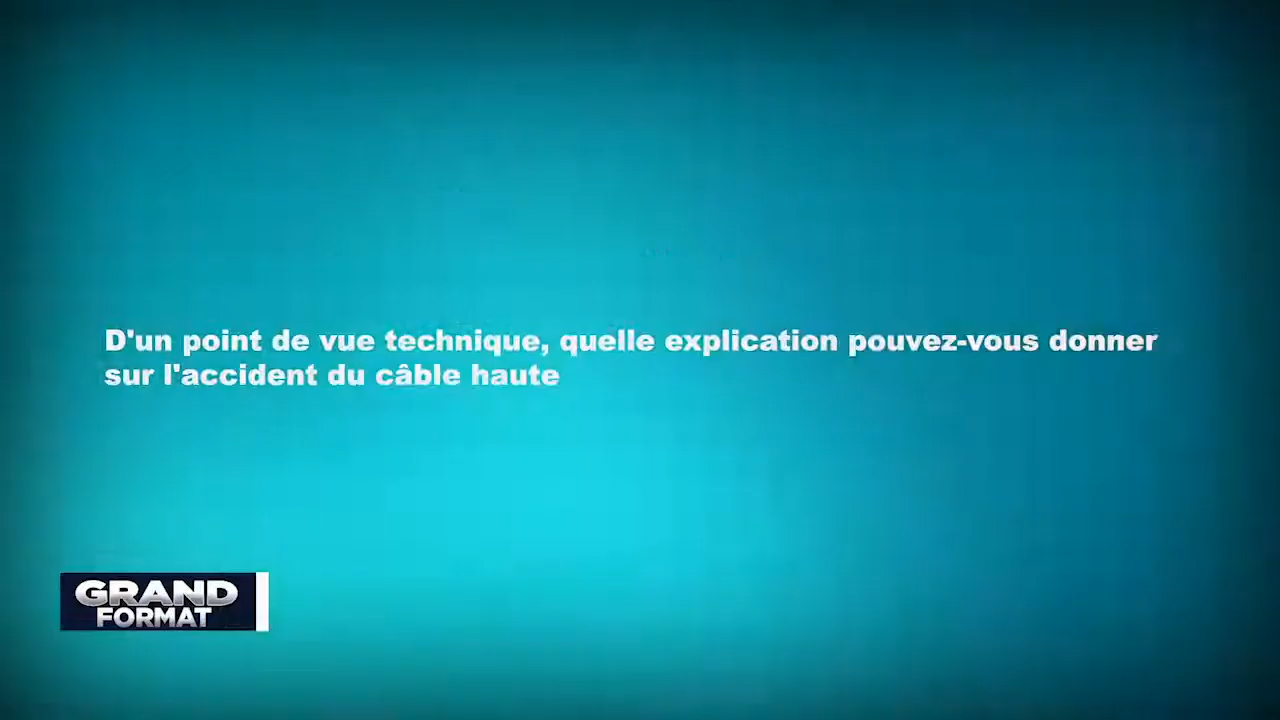 D'un point de vue technique, quelle explication pouvez-vous donner
sur l'accident du câble haute
GRAND
FORMAT